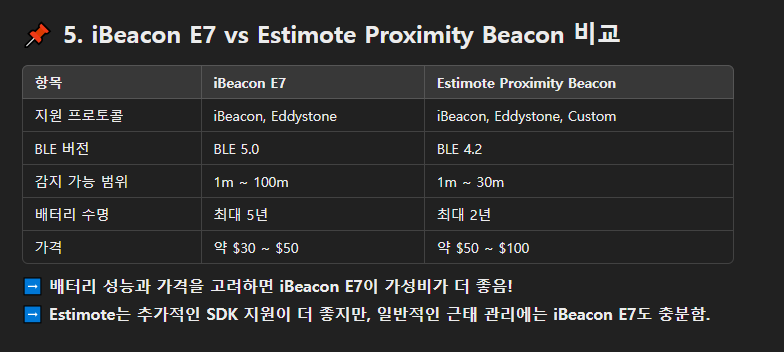 📌 5. iBeacon E7 vs Estimote Proximity Beacon 비교
항목 iBeacon E7 Estimote Proximity Beacon
지원 프로토콜 iBeacon, Eddystone iBeacon, Eddystone, Custom
BLE 버전 BLE 5.0 BLE 4.2
감지 가능 범위 1m ~ 100m 1m ~ 30m
배터리 수명 최대 5년 최대 2년
가격 약 $30 ~ $50 약 $50 ~ $100
➡ 배터리 성능과 가격을 고려하면 iBeacon E7이 가성비가 더 좋음!
➡ Estimote는 추가적인 SDK 지원이 더 좋지만, 일반적인 근태 관리에는 iBeacon E7도 충분함.